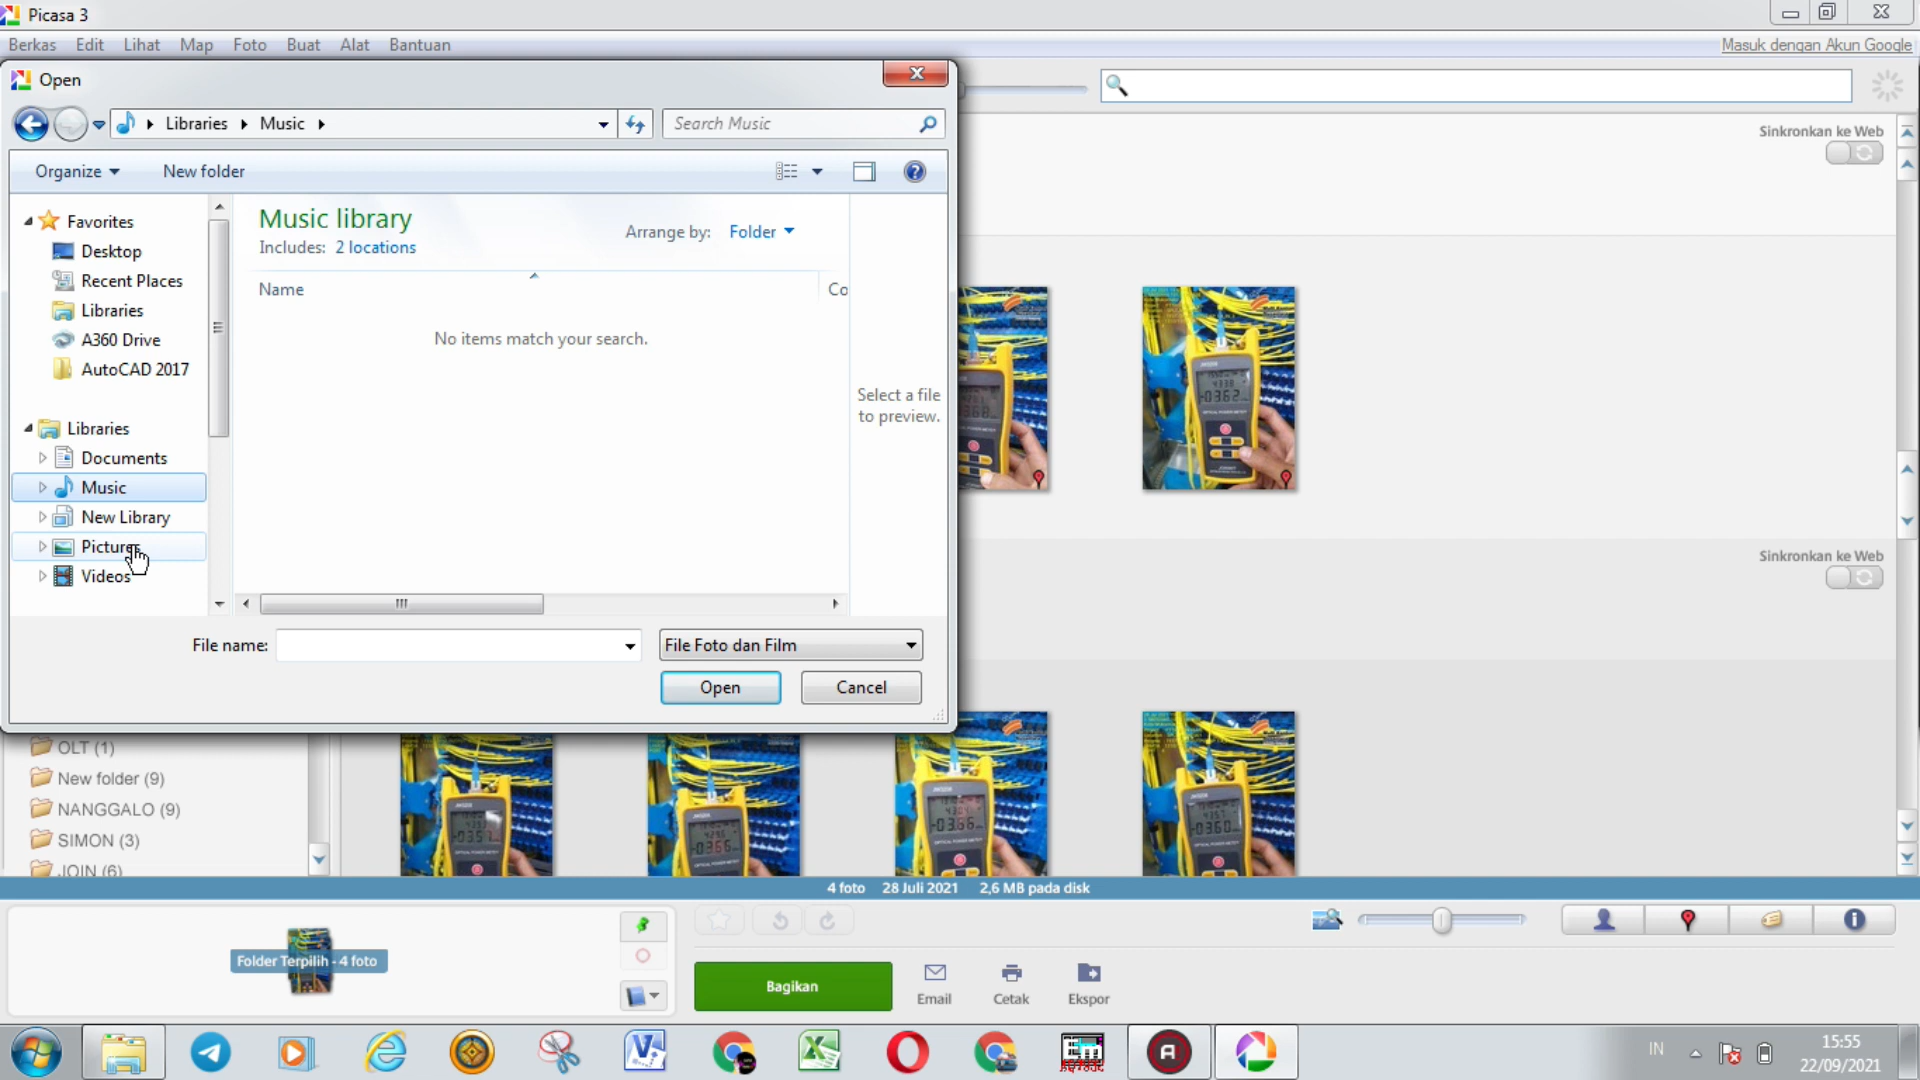 Picasa 3
Berkas Edit Lihat Map Foto Buat Alat Bantuan
Masuk dengan Akun Google
Open
Libraries Music
Search Music
Organize New folder
Sinkronkan ke Web
Favorites
Desktop
Recent Places
Libraries
A360 Drive
AutoCAD 2017
Libraries
Documents
Music
New Library
Pictures
Videos
Music library
Includes: 2 locations
Arrange by: Folder
Name
Co
No items match your search.
Select a file
to preview.
File name:
File Foto dan Film
Open Cancel
Sinkronkan ke Web
OLT (1)
New folder (9)
NANGGALO (9)
SIMON (3)
JOIN (6)
4 foto 28 Juli 2021 2,6 MB pada disk
Folder Terpilih - 4 foto
Bagikan
Email
Cetak
Ekspor
IN
15:55
22/09/2021